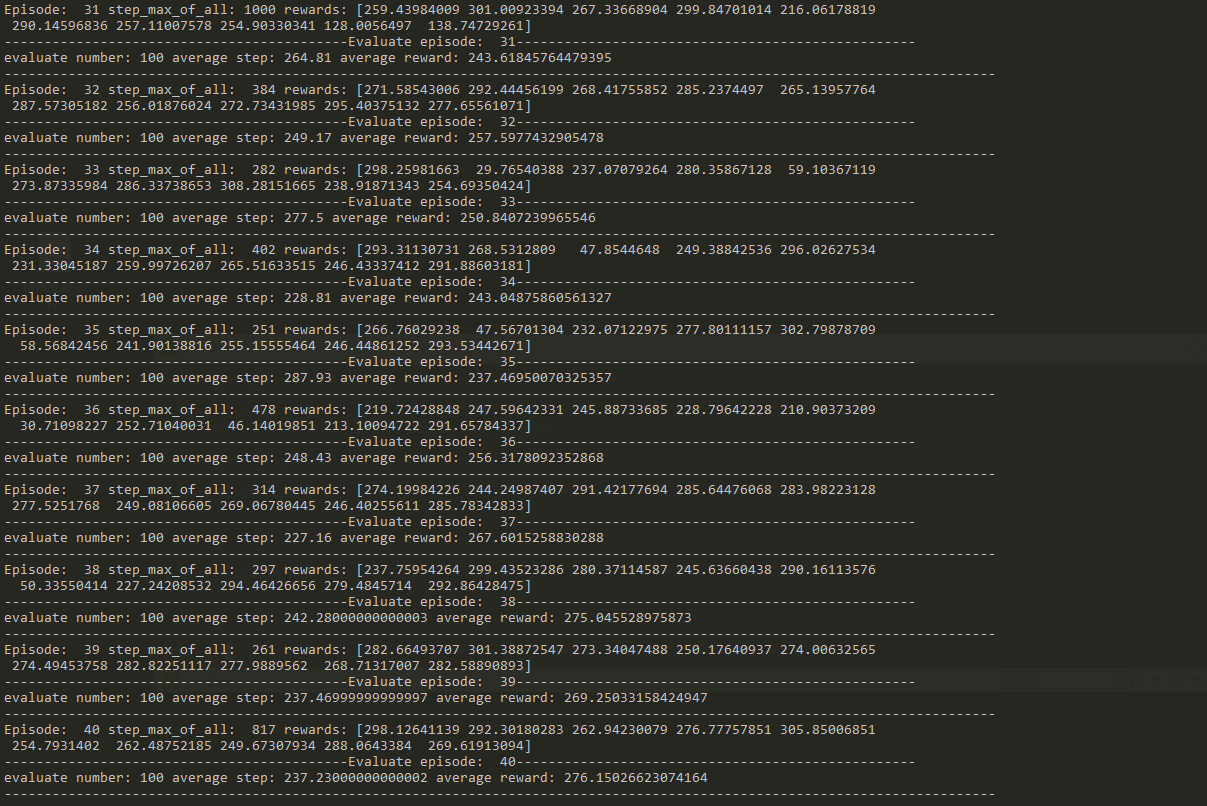 Episode:  31 step_max_of_all: 1000 rewards: [259.43984009 301.00923394 267.33668904 299.84701014 216.06178819
 290.14596836 257.11007578 254.90330341 128.0056497  138.74729261]
-------------------------------------------Evaluate episode:  31--------------------------------------------------
evaluate number: 100 average step: 264.81 average reward: 243.61845764479395
----------------------------------------------------------------------------------------------------------------------------
Episode:  32 step_max_of_all:  384 rewards: [271.58543006 292.44456199 268.41755852 285.2374497  265.13957764
 287.57305182 256.01876024 272.73431985 295.40375132 277.65561071]
-------------------------------------------Evaluate episode:  32--------------------------------------------------
evaluate number: 100 average step: 249.17 average reward: 257.5977432905478
----------------------------------------------------------------------------------------------------------------------------
Episode:  33 step_max_of_all:  282 rewards: [298.25981663  29.76540388 237.07079264 280.35867128  59.10367119
 273.87335984 286.33738653 308.28151665 238.91871343 254.69350424]
-------------------------------------------Evaluate episode:  33--------------------------------------------------
evaluate number: 100 average step: 277.5 average reward: 250.8407239965546
----------------------------------------------------------------------------------------------------------------------------
Episode:  34 step_max_of_all:  402 rewards: [293.31130731 268.5312809   47.8544648  249.38842536 296.02627534
 231.33045187 259.99726207 265.51633515 246.43337412 291.88603181]
-------------------------------------------Evaluate episode:  34--------------------------------------------------
evaluate number: 100 average step: 228.81 average reward: 243.04875860561327
----------------------------------------------------------------------------------------------------------------------------
Episode:  35 step_max_of_all:  251 rewards: [266.76029238  47.56701304 232.07122975 277.80111157 302.79878709
  58.56842456 241.90138816 255.15555464 246.44861252 293.53442671]
-------------------------------------------Evaluate episode:  35--------------------------------------------------
evaluate number: 100 average step: 287.93 average reward: 237.46950070325357
----------------------------------------------------------------------------------------------------------------------------
Episode:  36 step_max_of_all:  478 rewards: [219.72428848 247.59642331 245.88733685 228.79642228 210.90373209
  30.71098227 252.71040031  46.14019851 213.10094722 291.65784337]
-------------------------------------------Evaluate episode:  36--------------------------------------------------
evaluate number: 100 average step: 248.43 average reward: 256.3178092352868
----------------------------------------------------------------------------------------------------------------------------
Episode:  37 step_max_of_all:  314 rewards: [274.19984226 244.24987407 291.42177694 285.64476068 283.98223128
 277.5251768  249.08106605 269.06780445 246.40255611 285.78342833]
-------------------------------------------Evaluate episode:  37--------------------------------------------------
evaluate number: 100 average step: 227.16 average reward: 267.6015258830288
----------------------------------------------------------------------------------------------------------------------------
Episode:  38 step_max_of_all:  297 rewards: [237.75954264 299.43523286 280.37114587 245.63660438 290.16113576
  50.33550414 227.24208532 294.46426656 279.4845714  292.86428475]
-------------------------------------------Evaluate episode:  38--------------------------------------------------
evaluate number: 100 average step: 242.28000000000003 average reward: 275.045528975873
----------------------------------------------------------------------------------------------------------------------------
Episode:  39 step_max_of_all:  261 rewards: [282.66493707 301.38872547 273.34047488 250.17640937 274.00632565
 274.49453758 282.82251117 277.9889562  268.71317007 282.58890893]
-------------------------------------------Evaluate episode:  39--------------------------------------------------
evaluate number: 100 average step: 237.46999999999997 average reward: 269.25033158424947
----------------------------------------------------------------------------------------------------------------------------
Episode:  40 step_max_of_all:  817 rewards: [298.12641139 292.30180283 262.94230079 276.77757851 305.85006851
 254.7931402  262.48752185 249.67307934 288.0643384  269.61913094]
-------------------------------------------Evaluate episode:  40--------------------------------------------------
evaluate number: 100 average step: 237.23000000000002 average reward: 276.15026623074164
----------------------------------------------------------------------------------------------------------------------------